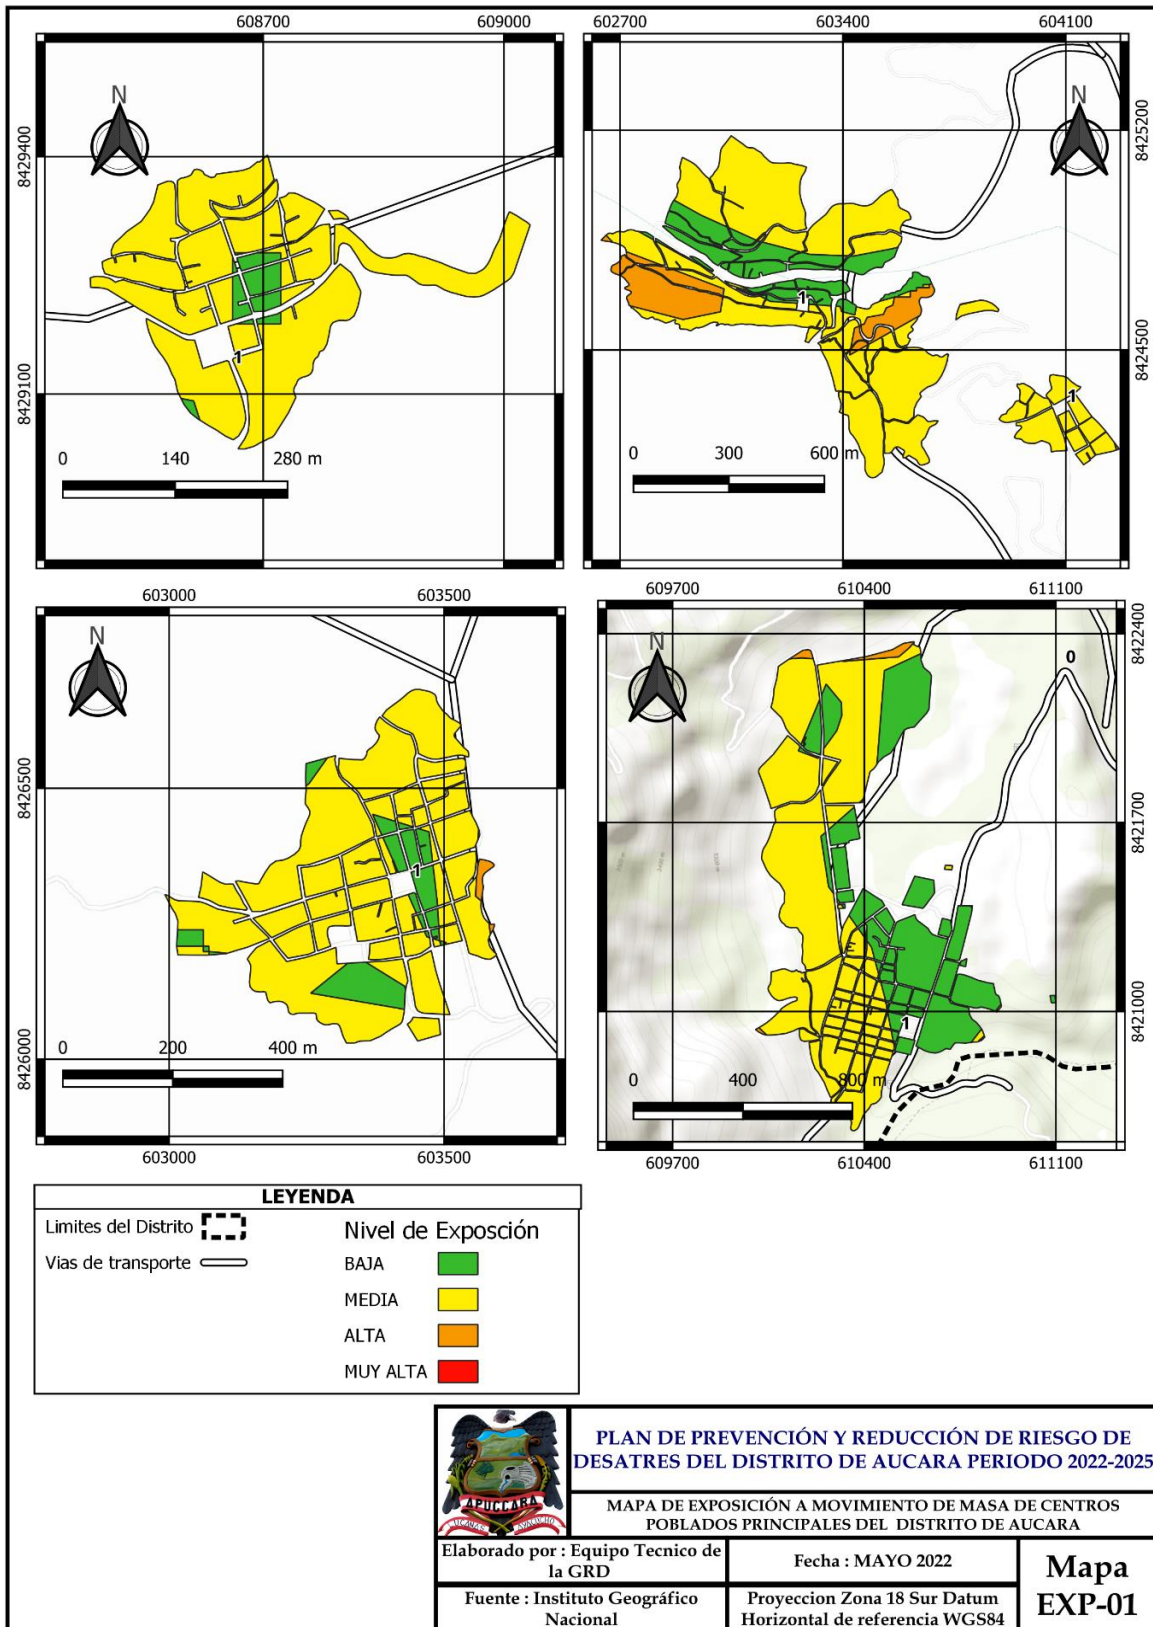 608700 609000
8429400
8429100
N
1
0 140 280 m
602700 603400 604100
8425200
8424500
N
1
1
0 300 600 m
603000 603500
8426500
8426000
N
1
0 200 400 m
603000 603500
609700 610400 611100
8422400
8421700
8421000
N
0
1
0 400 800 m
609700 610400 611100
LEYENDA
Limites del Distrito
Vias de transporte
Nivel de Exposción
BAJA
MEDIA
ALTA
MUY ALTA
APUCCARA
LUCANAS AYACUCHO
PLAN DE PREVENCIÓN Y REDUCCIÓN DE RIESGO DE
DESATRES DEL DISTRITO DE AUCARA PERIODO 2022-2025
MAPA DE EXPOSICIÓN A MOVIMIENTO DE MASA DE CENTROS
POBLADOS PRINCIPALES DEL DISTRITO DE AUCARA
Elaborado por : Equipo Tecnico de
la GRD
Fecha : MAYO 2022
Fuente : Instituto Geográfico
Nacional
Proyeccion Zona 18 Sur Datum
Horizontal de referencia WGS84
Mapa
EXP-01